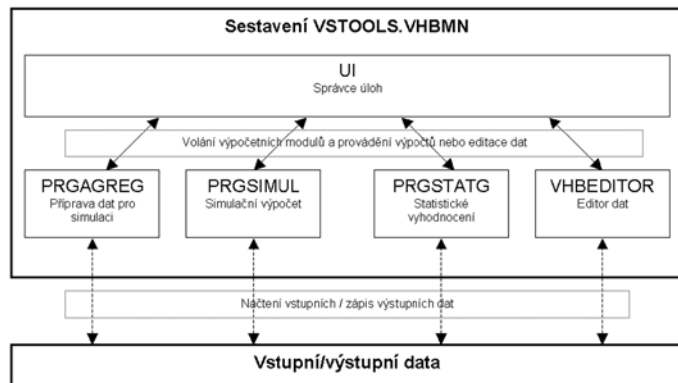 Sestavení VSTOOLS.VHBMN
UI
Správce úloh
Volání výpočetních modulů a provádění výpočtů nebo editace dat
PRGAGREG
Příprava dat pro
simulaci
PRGSIMUL
Simulační výpočet
PRGSTATG
Statistické
vyhodnocení
VHBEDITOR
Editor dat
Načtení vstupních / zápis výstupních dat
Vstupní/výstupní data